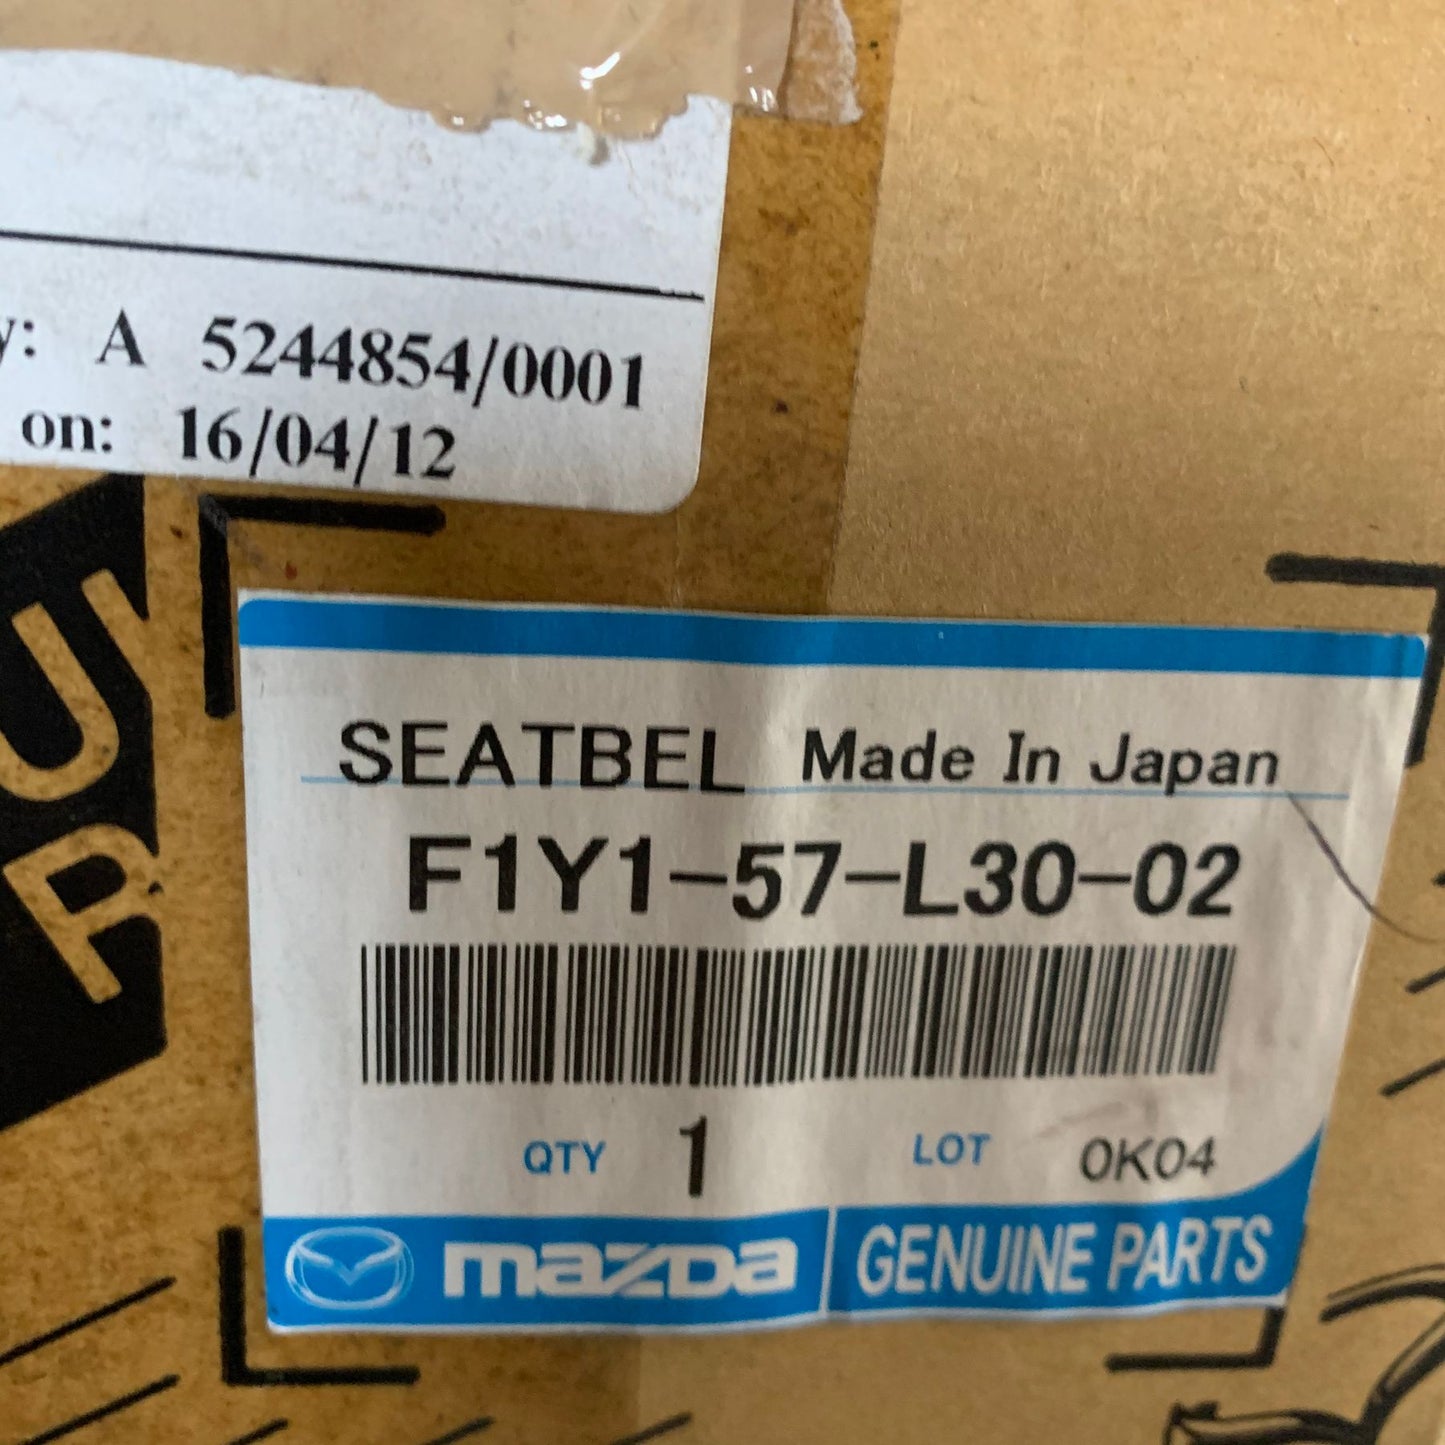 A 5244854/0001
on: 16/04/12
SEATBEL Made In Japan
F1Y1-57-L30-02
QTY 1 LOT 0K04
mazda GENUINE PARTS